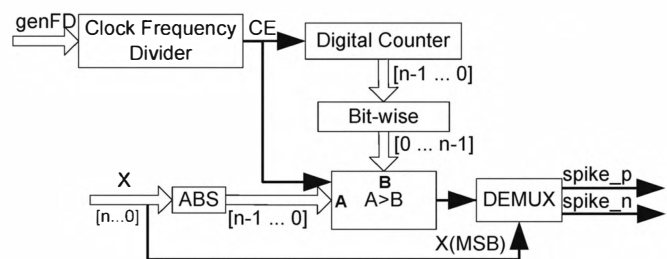 genFD
Clock Frequency
Divider
CE
Digital Counter
[n-1 ... 0]
Bit-wise
[0 ... n-1]
X
[n...0]
ABS
[n-1 ... 0]
A
B
A>B
DEMUX
spike_p
spike_n
X(MSB)